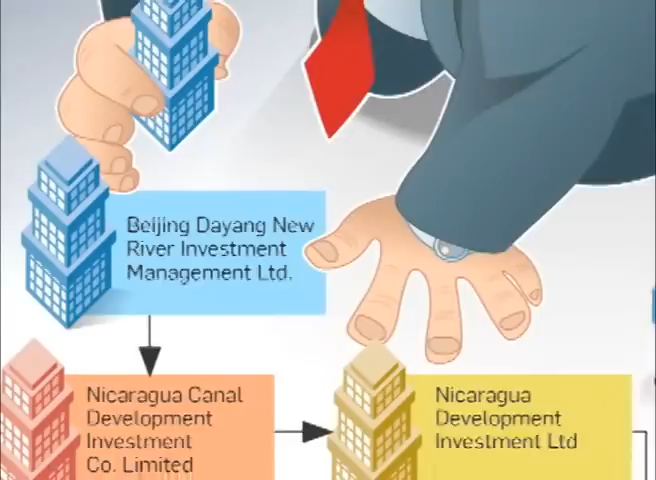 Beijing Dayang New
River Investment
Management Ltd.
Nicaragua Canal
Development
Investment
Co. Limited
Nicaragua
Development
Investment Ltd